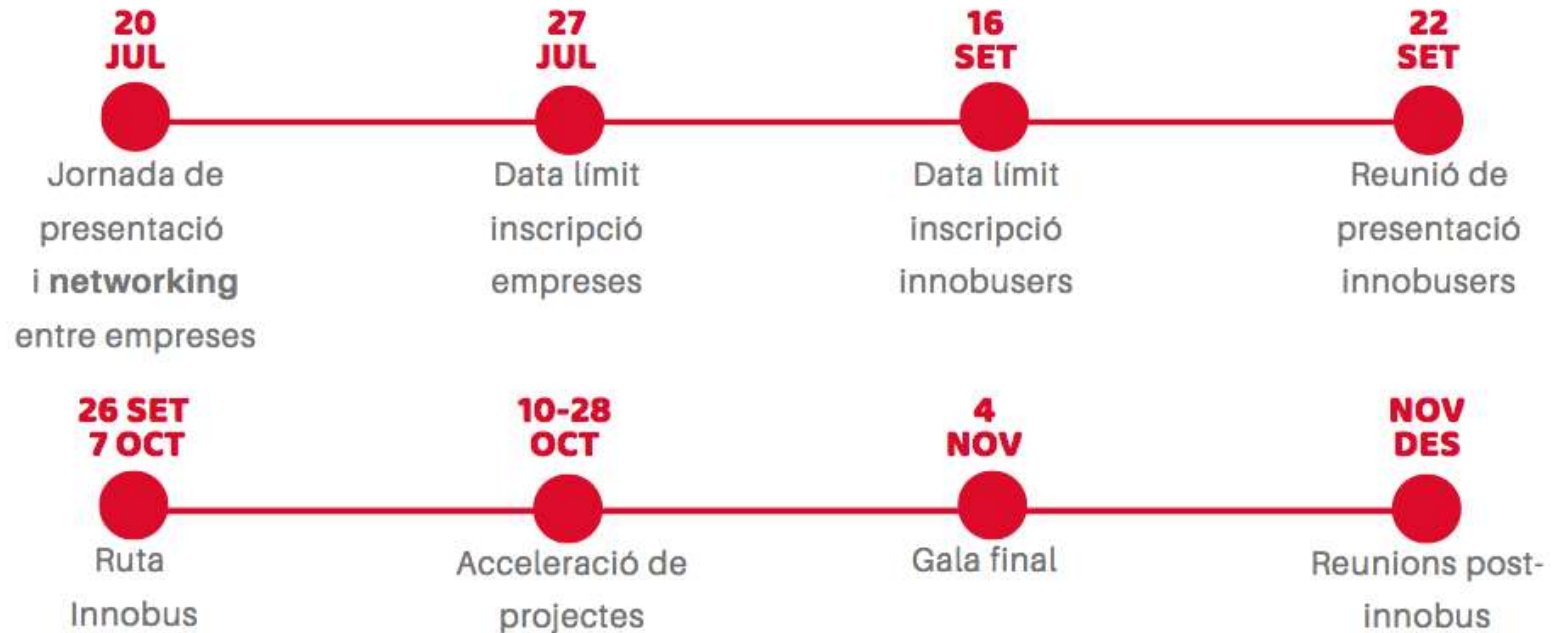 20
JUL
27
JUL
16
SET
22
SET
Jornada de
presentació
i networking
entre empreses
Data límit
inscripció
empreses
Data límit
inscripció
innobusers
Reunió de
presentació
innobusers
26 SET
7 OCT
10-28
OCT
4
NOV
NOV
DES
Ruta
Innobus
Acceleració de
projectes
Gala final
Reunions post-
innobus